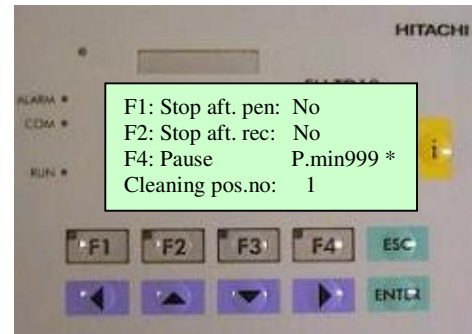 HITACHI
ALARM
COM
RUN
F1: Stop aft. pen: No
F2: Stop aft. rec: No
F4: Pause P.min999 *
Cleaning pos.no: 1
i
F1 F2 F3 F4 ESC
ENTER